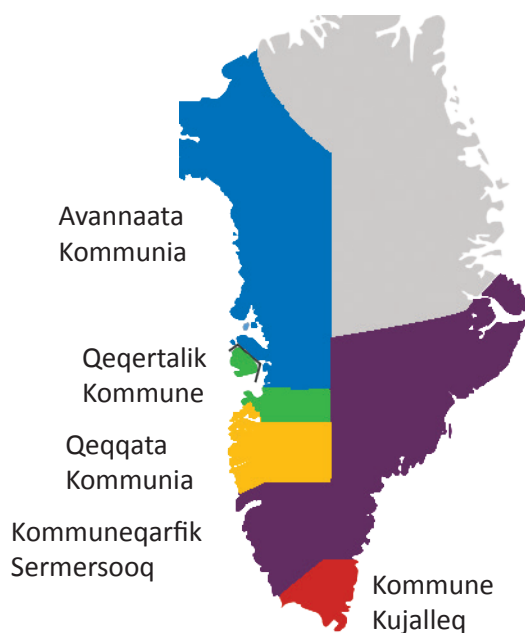 Avannaata
Kommunia
Qeqertalik
Kommune
Qeqqata
Kommunia
Kommuneqarfik
Sermersooq
Kommune
Kujalleq